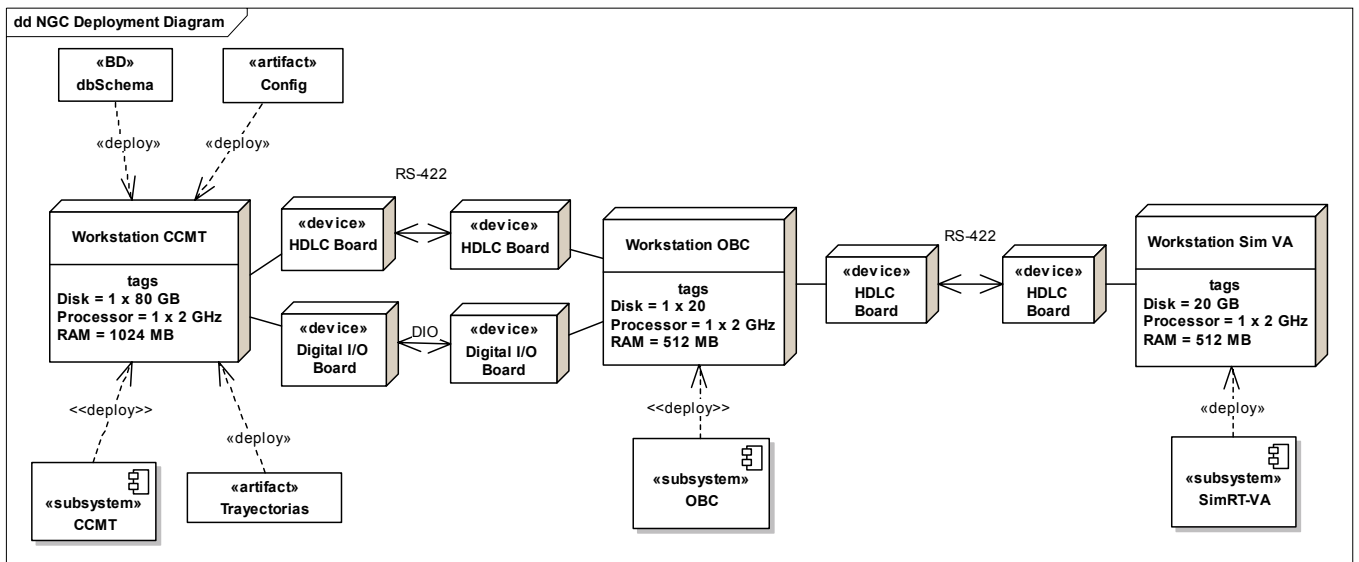 dd NGC Deployment Diagram
«BD»
dbSchema
«artifact»
Config
«deploy»
«deploy»
RS-422
Workstation CCMT
tags
Disk = 1 x 80 GB
Processor = 1 x 2 GHz
RAM = 1024 MB
«device»
HDLC Board
«device»
HDLC Board
«device»
Digital I/O
Board
DIO
«device»
Digital I/O
Board
Workstation OBC
tags
Disk = 1 x 20
Processor = 1 x 2 GHz
RAM = 512 MB
«device»
HDLC
Board
RS-422
«device»
HDLC
Board
Workstation Sim VA
tags
Disk = 20 GB
Processor = 1 x 2 GHz
RAM = 512 MB
<<deploy>>
«deploy»
<<deploy>>
«deploy»
«subsystem»
CCMT
«artifact»
Trayectorias
«subsystem»
OBC
«subsystem»
SimRT-VA